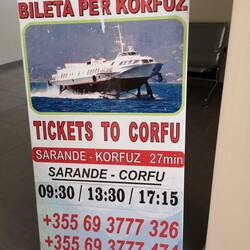 BILETA PER KORFUZ
TICKETS TO CORFU
SARANDE - KORFUZ 27min
SARANDE - CORFU
09:30 / 13:30 / 17:15
+355 69 3777 326
+355 69 3777